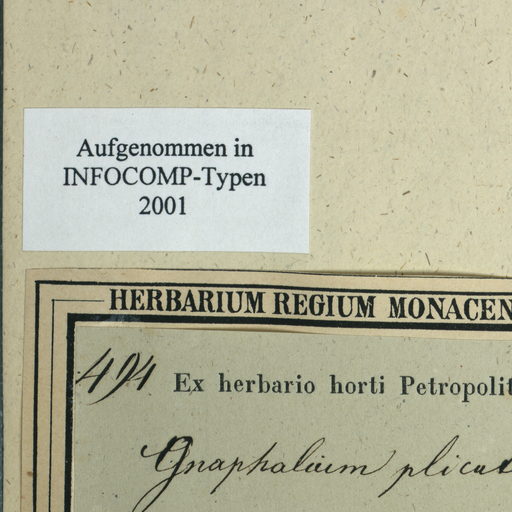 Aufgenommen in
INFOCOMP-Typen
2001
HERBARIUM REGIUM MONACEN
494
Ex herbario horti Petropolit
Gnaphalium plicat